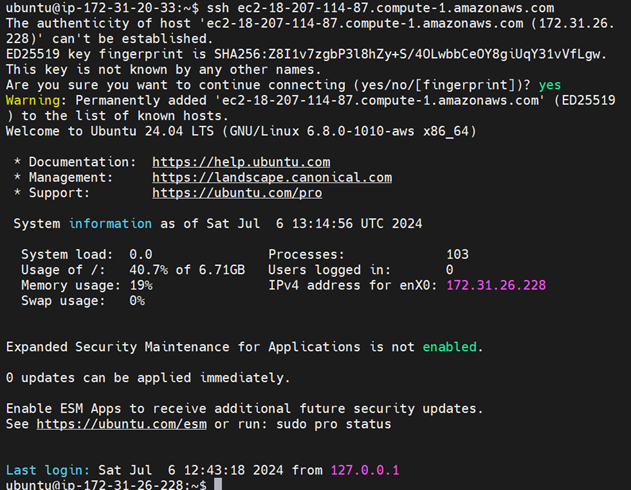 ubuntu@ip-172-31-20-33:~$ ssh ec2-18-207-114-87.compute-1.amazonaws.com
The authenticity of host 'ec2-18-207-114-87.compute-1.amazonaws.com (172.31.26.
228)' can't be established.
ED25519 key fingerprint is SHA256:Z8I1v7zgbP3l8hZy+S/4OLwbbCeOY8giUqY31vVfLgw.
This key is not known by any other names.
Are you sure you want to continue connecting (yes/no/[fingerprint])? yes
Warning: Permanently added 'ec2-18-207-114-87.compute-1.amazonaws.com' (ED25519
) to the list of known hosts.
Welcome to Ubuntu 24.04 LTS (GNU/Linux 6.8.0-1010-aws x86_64)
* Documentation:  https://help.ubuntu.com
* Management:     https://landscape.canonical.com
* Support:        https://ubuntu.com/pro
System information as of Sat Jul  6 13:14:56 UTC 2024
System load:  0.0               Processes:             103
Usage of /:   40.7% of 6.71GB   Users logged in:       0
Memory usage: 19%               IPv4 address for enX0: 172.31.26.228
Swap usage:   0%
Expanded Security Maintenance for Applications is not enabled.
0 updates can be applied immediately.
Enable ESM Apps to receive additional future security updates.
See https://ubuntu.com/esm or run: sudo pro status
Last login: Sat Jul  6 12:43:18 2024 from 127.0.0.1
ubuntu@ip-172-31-26-228:~$